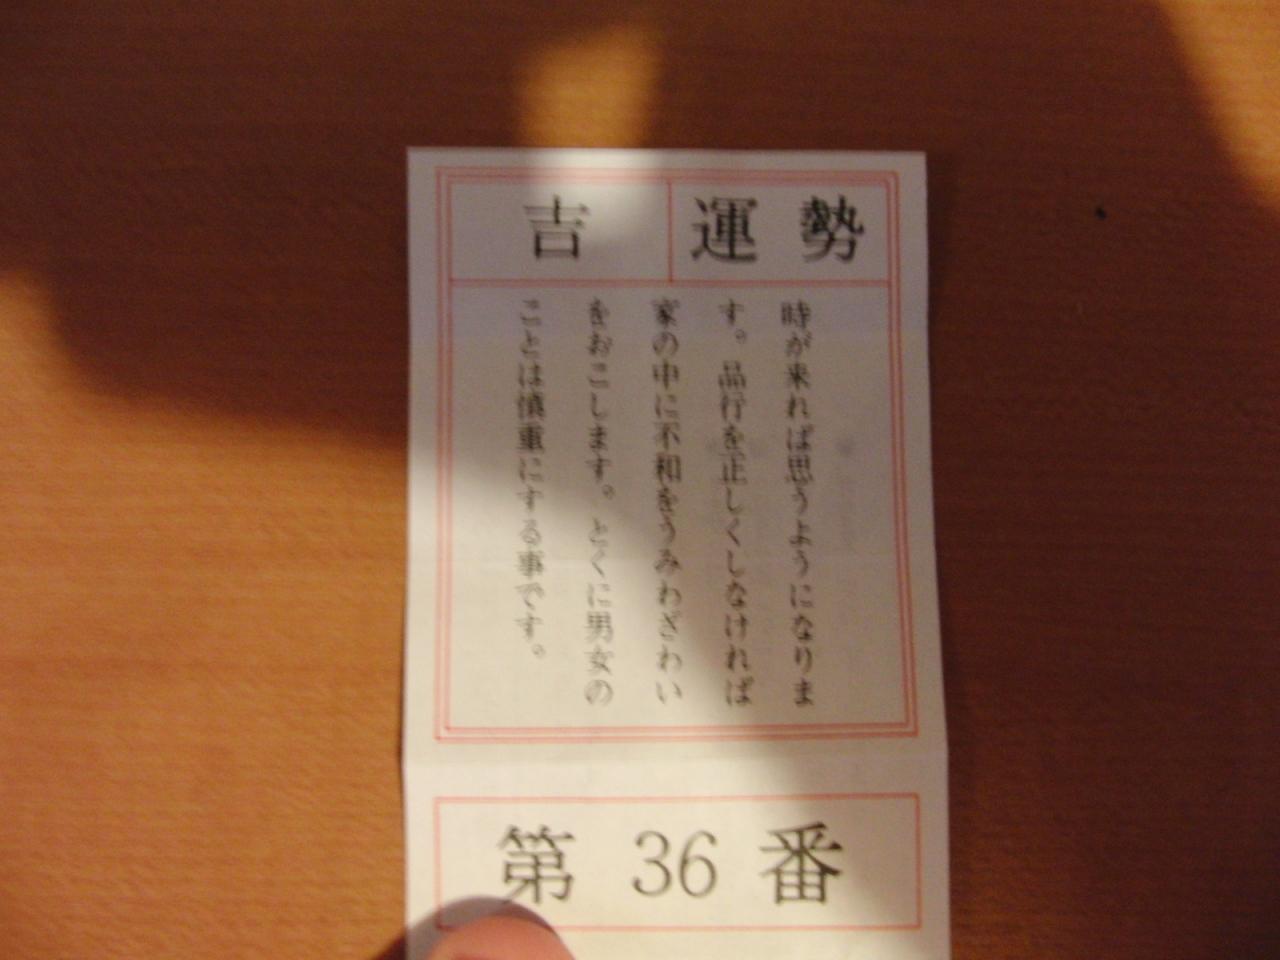 運勢
吉
時が来れば思うようになりま
す。品行を正しくしなければ
家の中に不和をうみわざわい
をおこします。とくに男女の
ことは慎重にする事です。
第 36 番